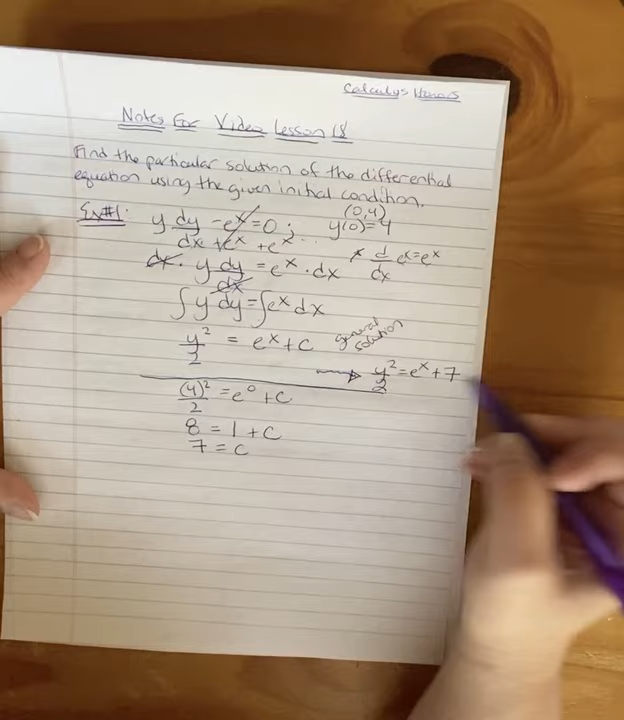 Calculus Honors
Notes For Video Lesson 18
Find the particular solution of the differential
equation using the given initial condition.
Ex#1: y dy/dx - e^x = 0 ; y(0)=4
(0,4)
+e^x +e^x
* d/dx e^x = e^x
dx · y dy/dx = e^x · dx
∫y dy = ∫e^x dx
y²/2 = e^x + C general solution
→ y²/2 = e^x + 7
(4)²/2 = e^0 + C
8 = 1 + C
7 = C